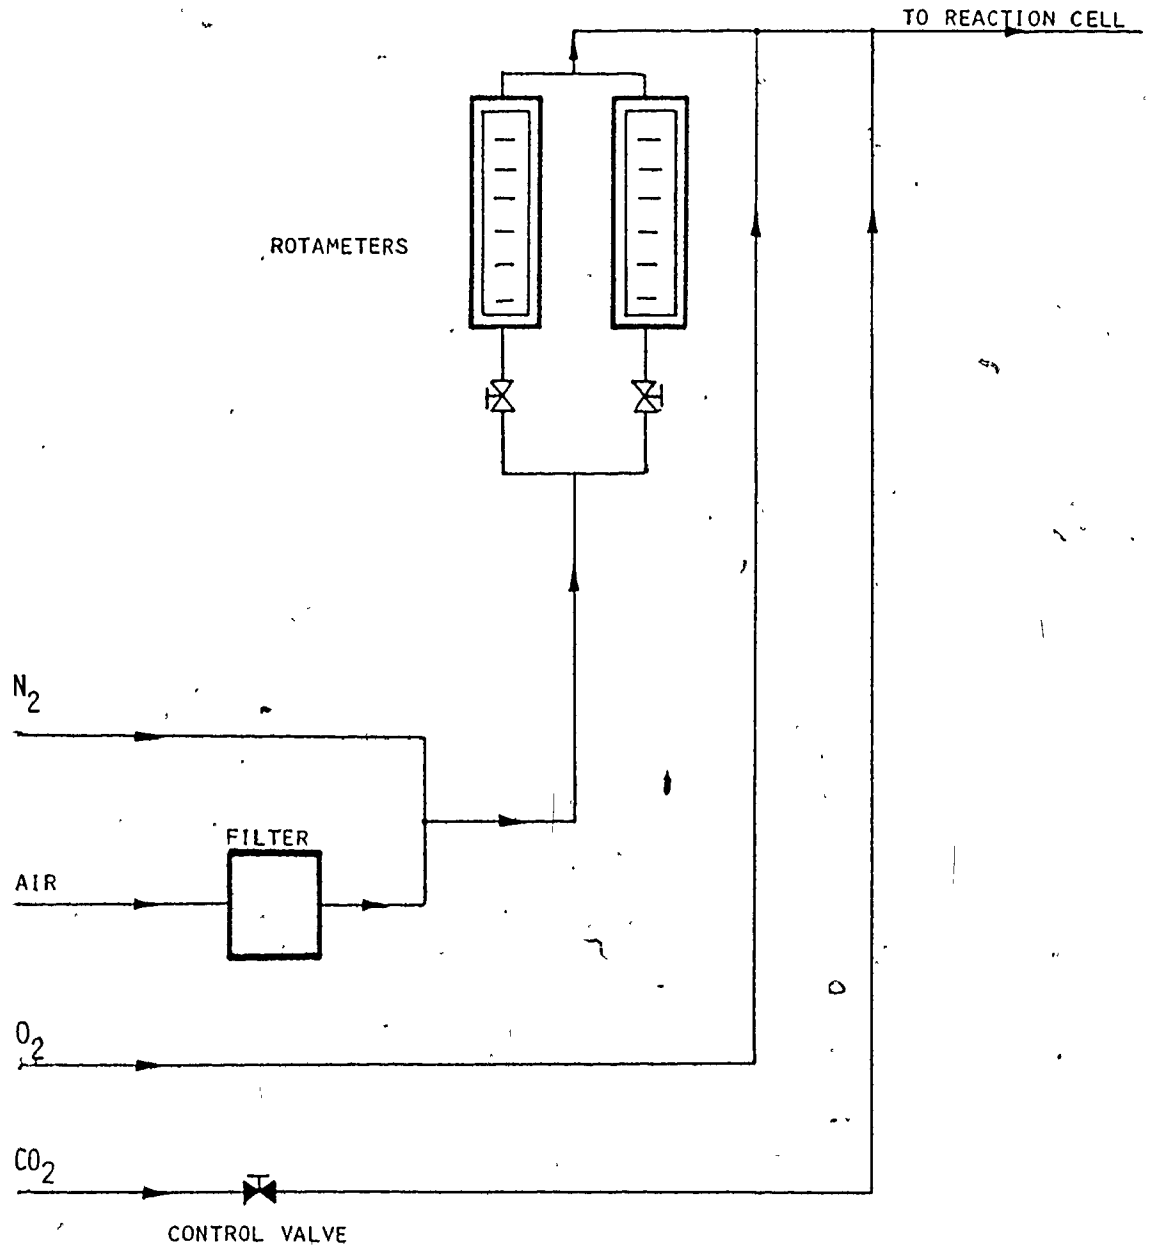 TO REACTION CELL
ROTAMETERS
N2
FILTER
AIR
O2
CO2
CONTROL VALVE